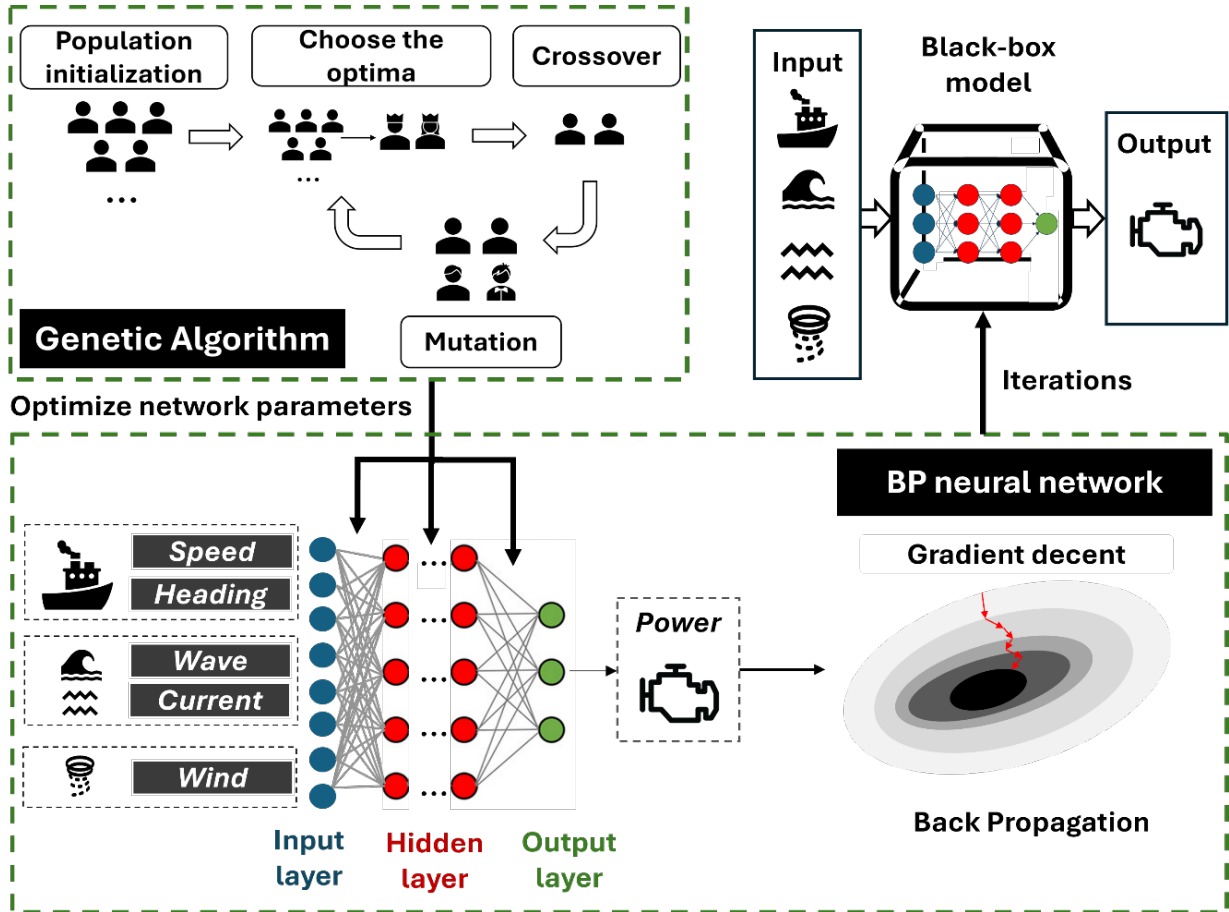 Population
initialization
Choose the
optima
Crossover
...
...
Mutation
Genetic Algorithm
Input
Black-box
model
Output
Iterations
Optimize network parameters
BP neural network
Gradient decent
Back Propagation
Speed
Heading
Wave
Current
Wind
...
...
...
...
...
Power
Input
layer
Hidden
layer
Output
layer